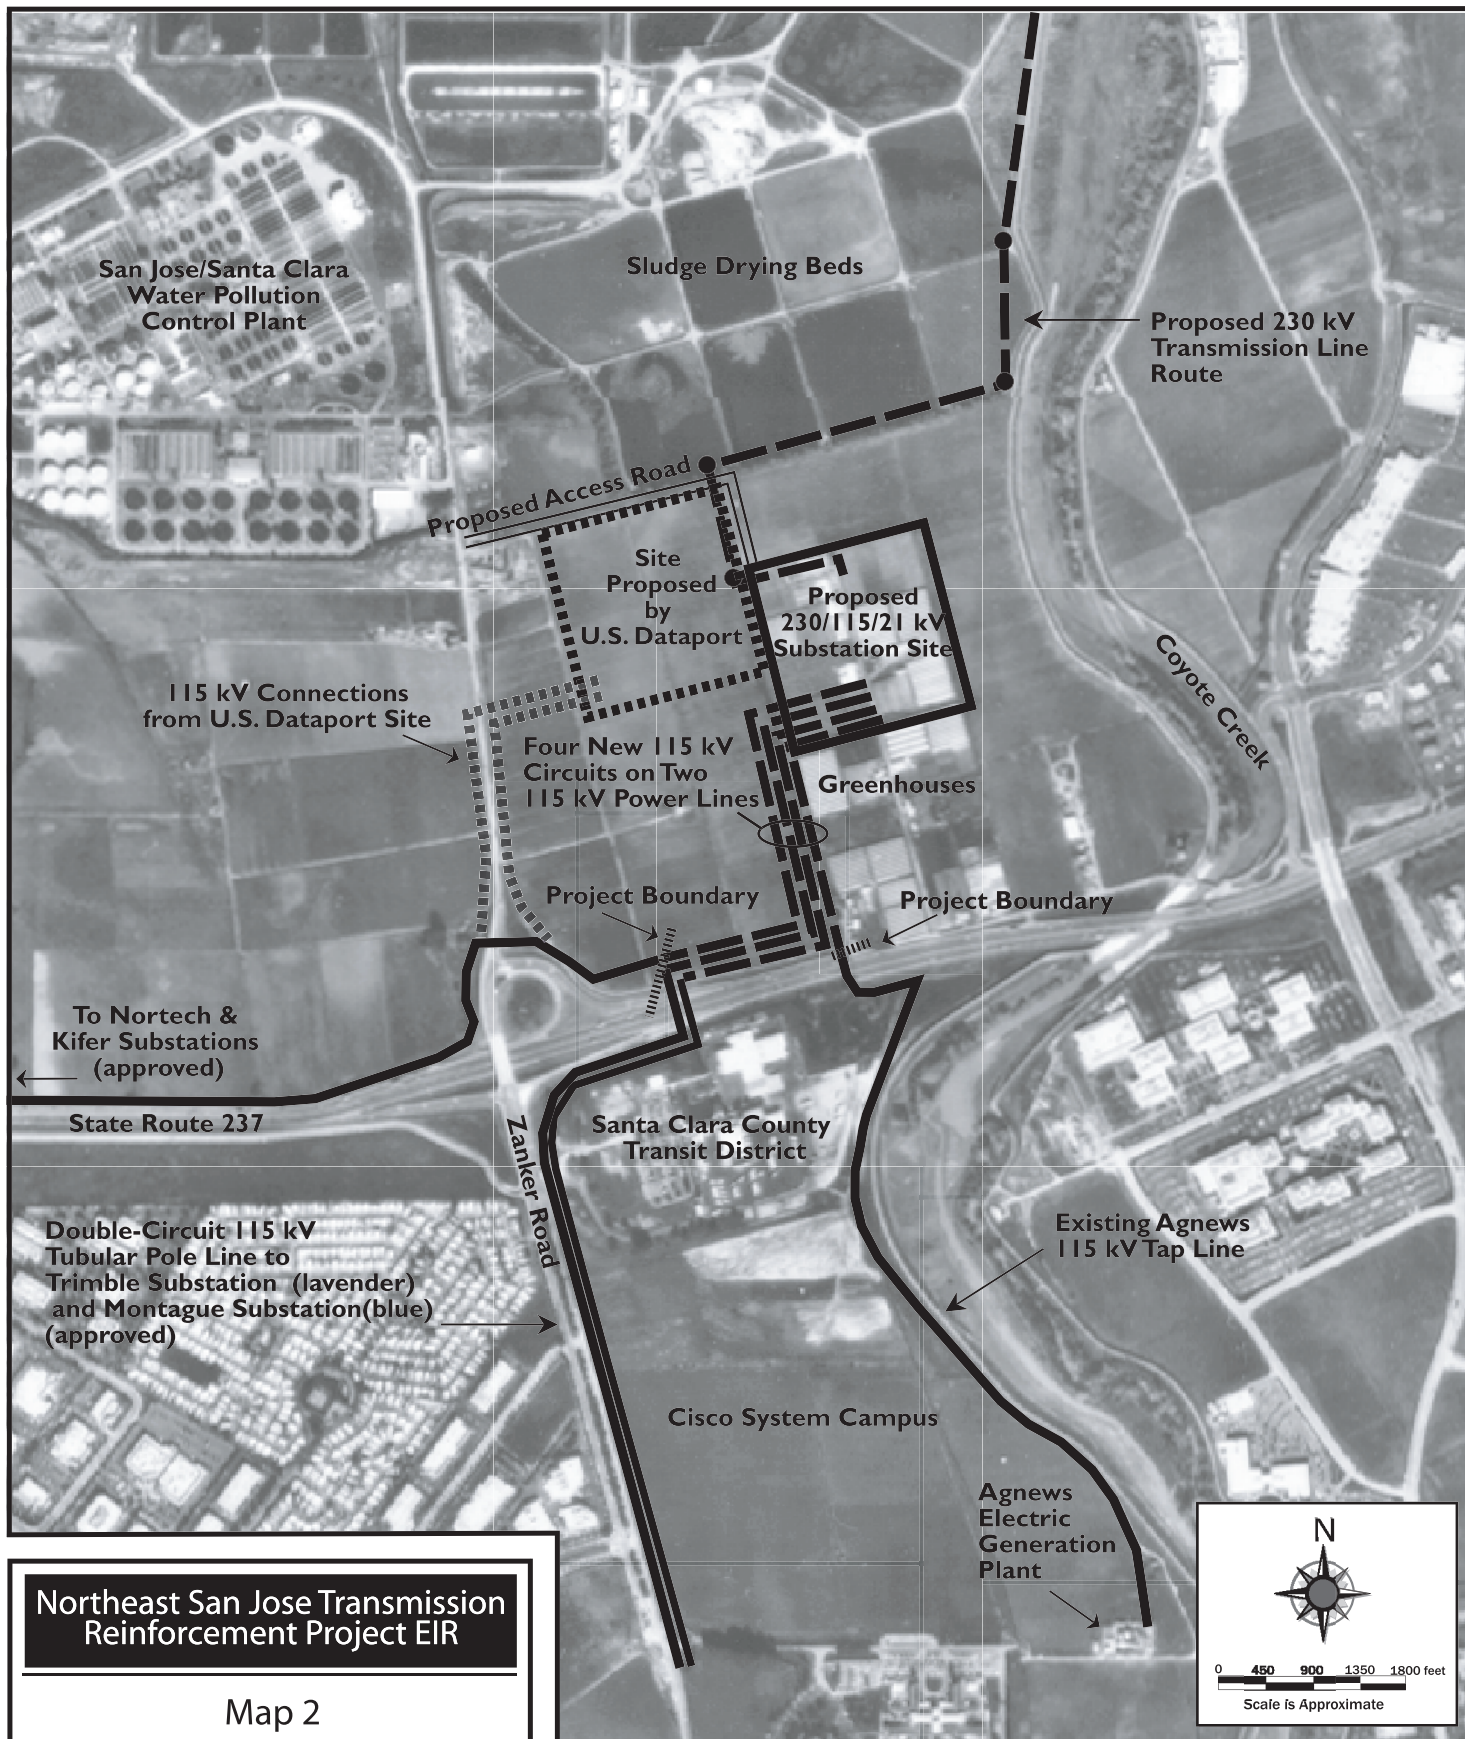 San Jose/Santa Clara
Water Pollution
Control Plant
Sludge Drying Beds
Proposed 230 kV
Transmission Line
Route
Proposed Access Road
Site
Proposed
by
U.S. Dataport
Proposed
230/115/21 kV
Substation Site
Coyote Creek
115 kV Connections
from U.S. Dataport Site
Four New 115 kV
Circuits on Two
115 kV Power Lines
Greenhouses
Project Boundary
Project Boundary
To Nortech &
Kifer Substations
(approved)
State Route 237
Zanker Road
Santa Clara County
Transit District
Double-Circuit 115 kV
Tubular Pole Line to
Trimble Substation (lavender)
and Montague Substation(blue)
(approved)
Existing Agnews
115 kV Tap Line
Cisco System Campus
Agnews
Electric
Generation
Plant
N
0 450 900 1350 1800 feet
Scale is Approximate
Northeast San Jose Transmission
Reinforcement Project EIR
Map 2